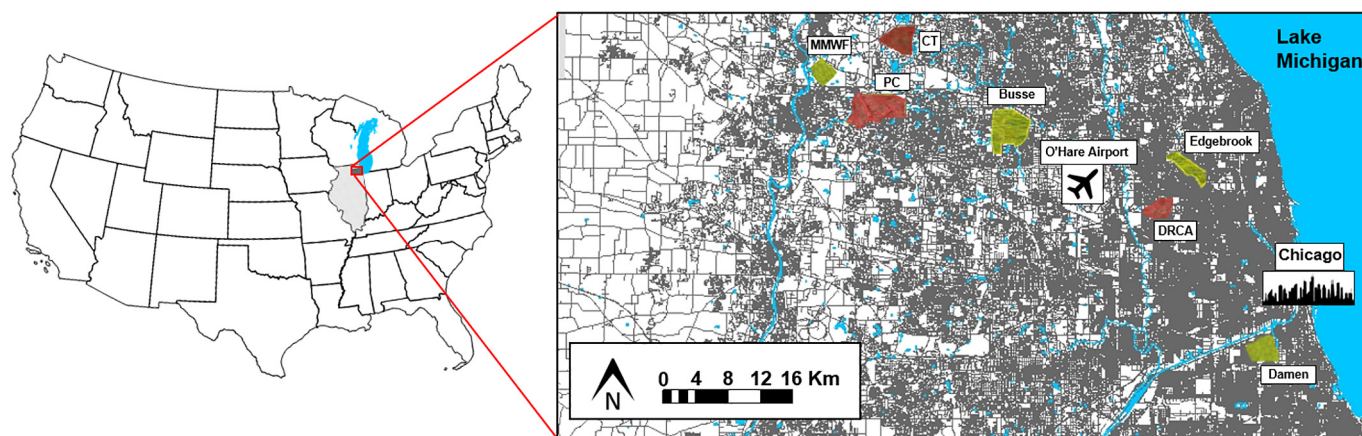 MMWF
CT
Lake
Michigan
PC
Busse
O'Hare Airport
Edgebrook
DRCA
Chicago
Damen
N
0 4 8 12 16 Km